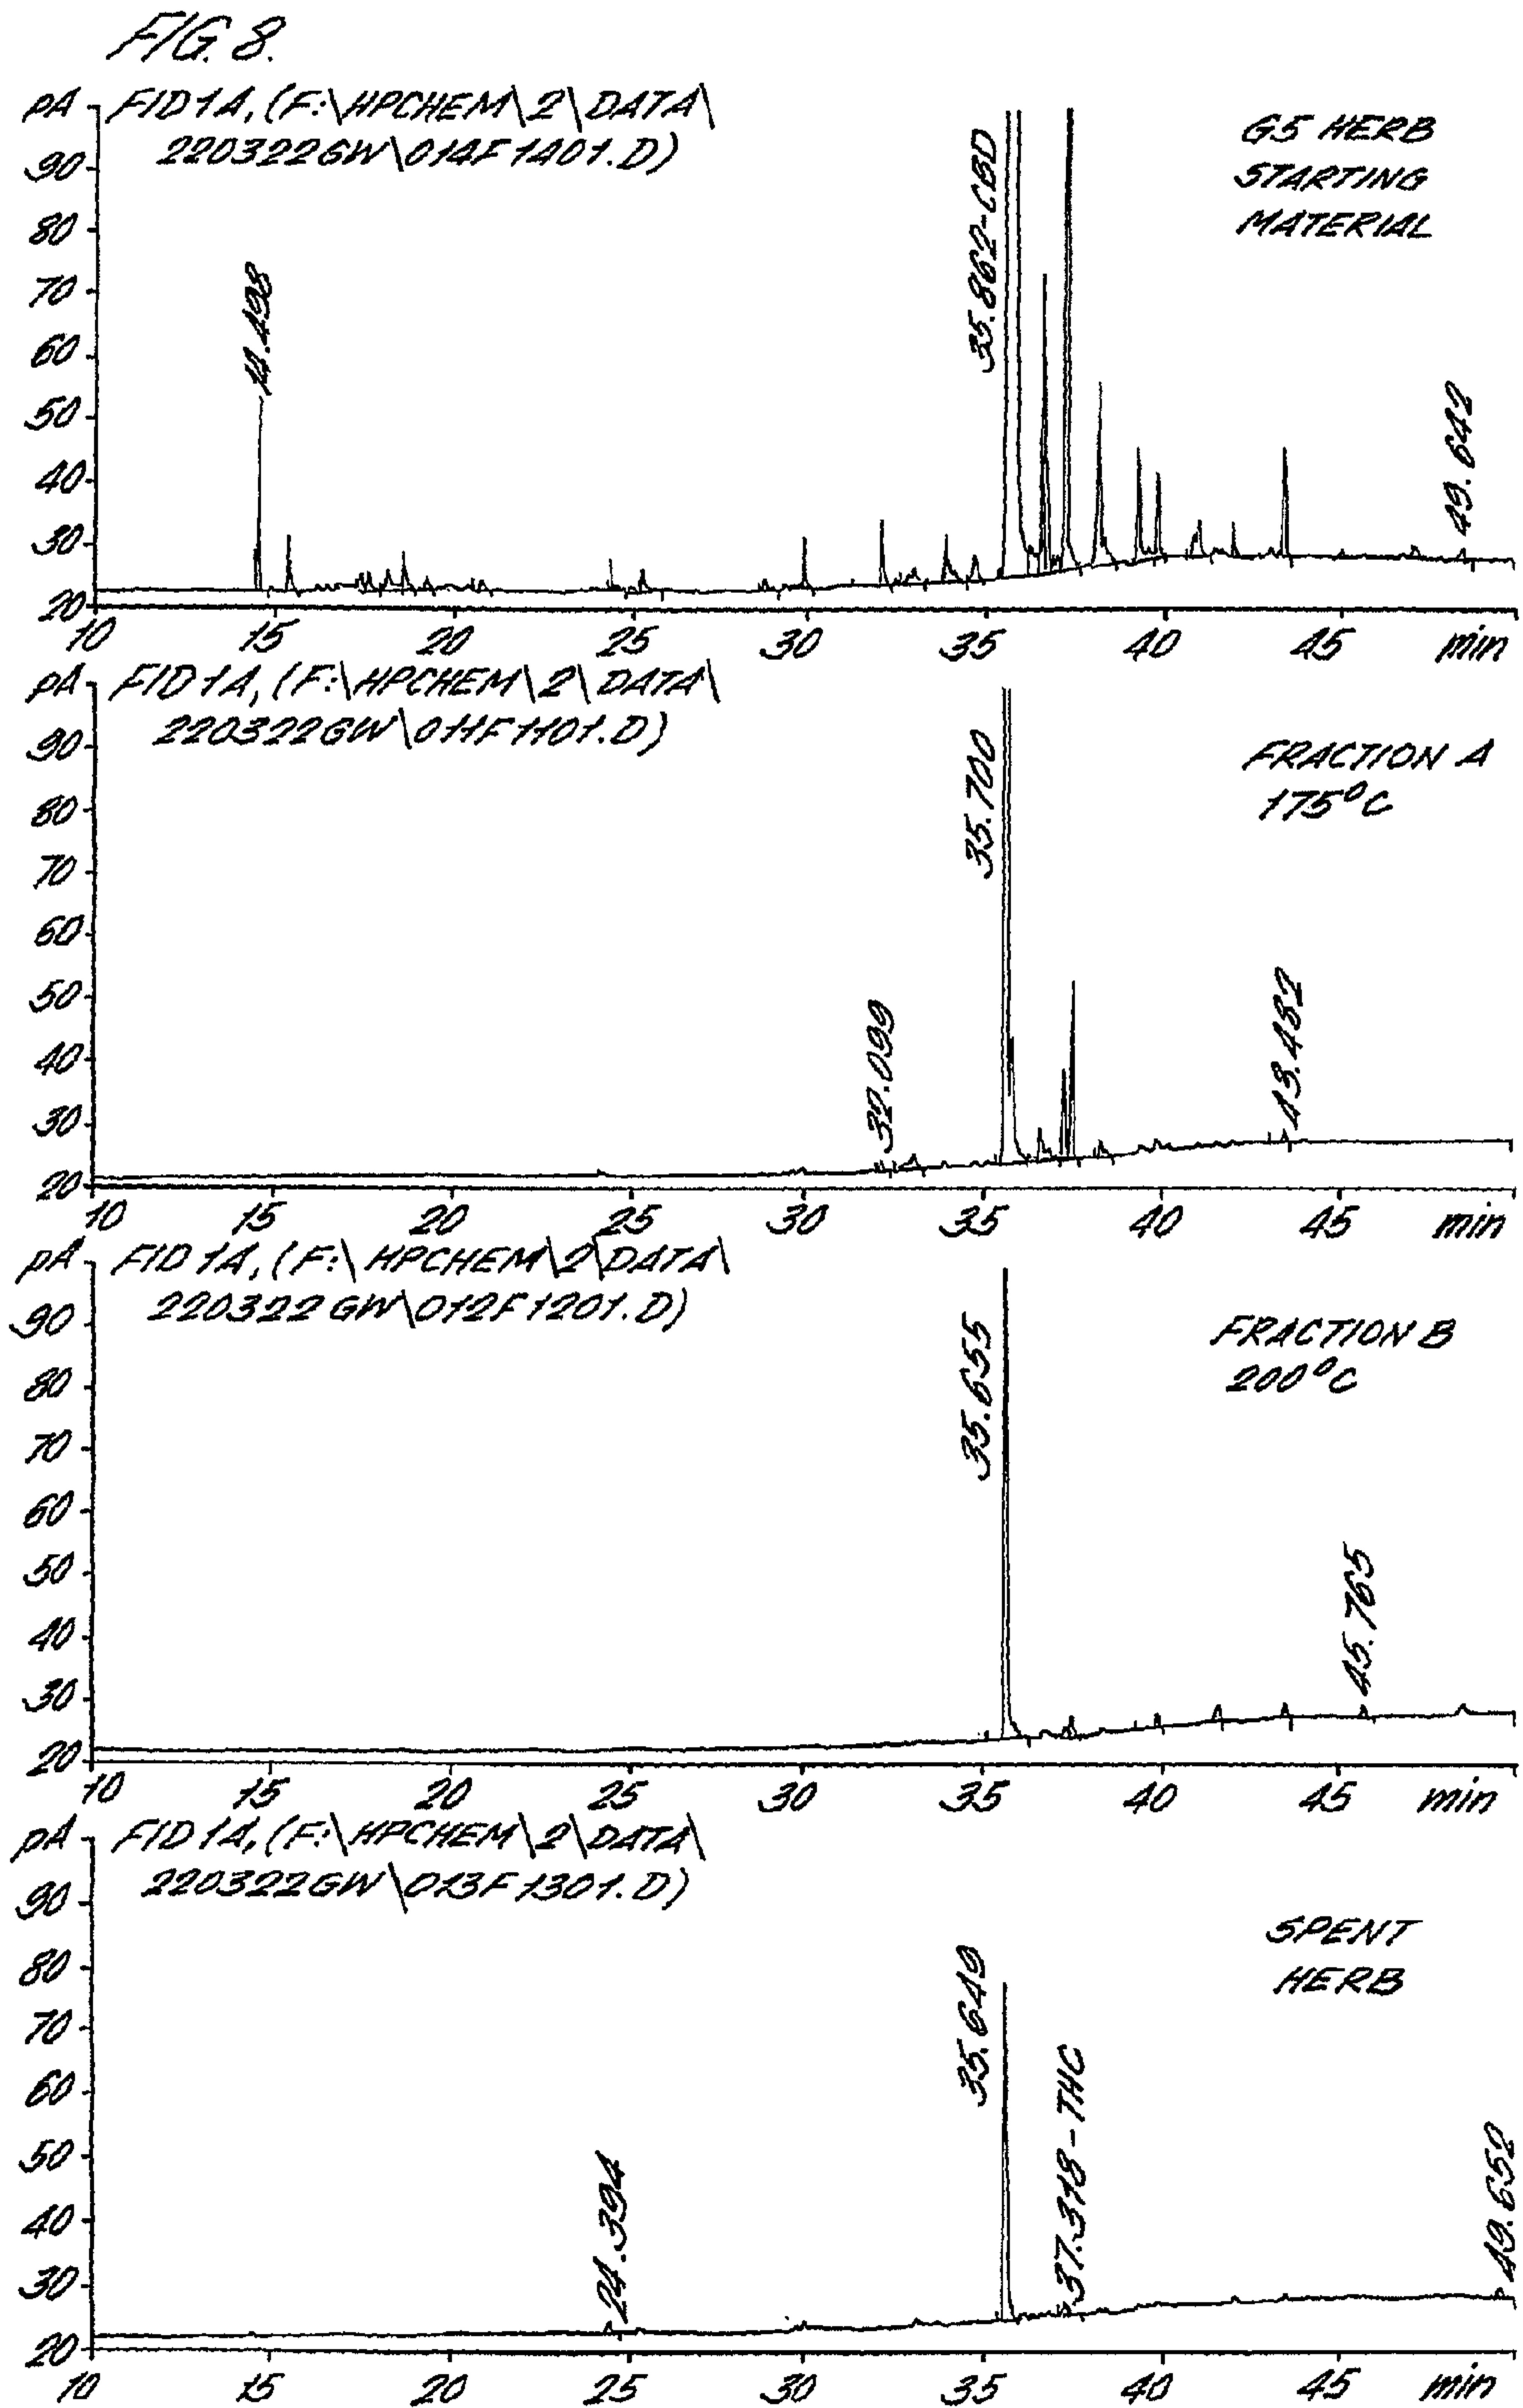 FIG. 8.
pA FID1A, (F:\HPCHEM\2\DATA\
220322GW\014F1401.D)
G5 HERB
STARTING
MATERIAL
90
80
70
60
50
40
30
20
14.498
35.862-CBD
49.642
10 15 20 25 30 35 40 45 min
pA FID1A, (F:\HPCHEM\2\DATA\
220322GW\011F1101.D)
FRACTION A
175°C
90
80
70
60
50
40
30
20
32.099
35.700
43.482
10 15 20 25 30 35 40 45 min
pA FID1A, (F:\HPCHEM\2\DATA\
220322GW\012F1201.D)
FRACTION B
200°C
90
80
70
60
50
40
30
20
35.655
45.765
10 15 20 25 30 35 40 45 min
pA FID1A, (F:\HPCHEM\2\DATA\
220322GW\013F1301.D)
SPENT
HERB
90
80
70
60
50
40
30
20
24.394
35.649
37.318-THC
49.652
10 15 20 25 30 35 40 45 min